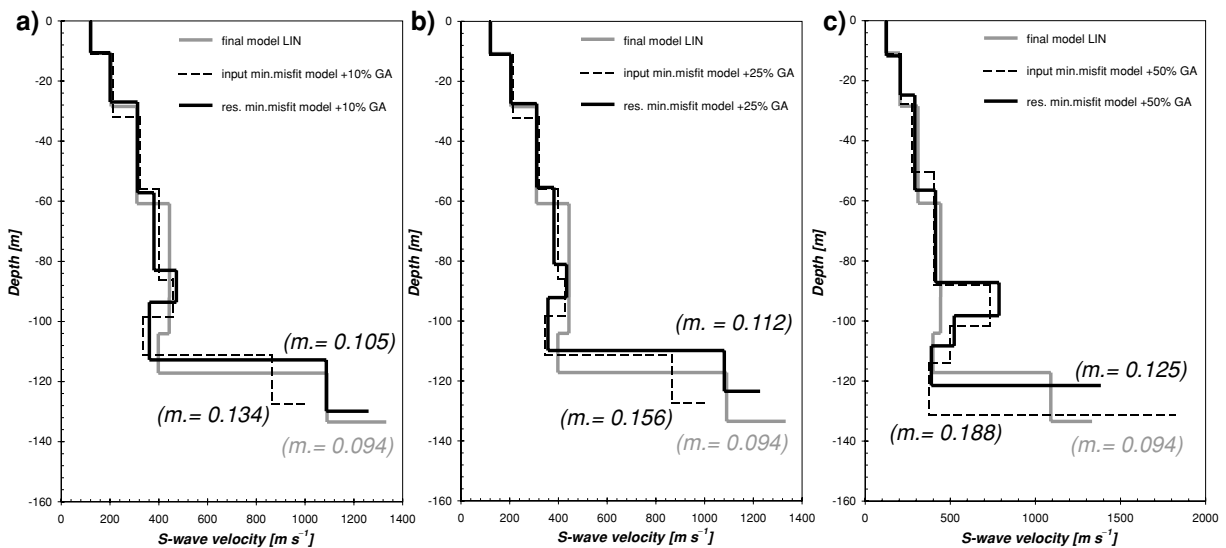 a)
final model LIN
input min.misfit model +10% GA
res. min.misfit model +10% GA
0
-20
-40
-60
-80
-100
-120
-140
-160
Depth [m]
(m.= 0.105)
(m.= 0.134)
(m.= 0.094)
0 200 400 600 800 1000 1200 1400
S-wave velocity [m s⁻¹]
b)
final model LIN
input min.misfit model +25% GA
res. min.misfit model +25% GA
0
-20
-40
-60
-80
-100
-120
-140
-160
Depth [m]
(m. = 0.112)
(m.= 0.156)
(m.= 0.094)
0 200 400 600 800 1000 1200 1400
S-wave velocity [m s⁻¹]
c)
final model LIN
input min.misfit model +50% GA
res. min.misfit model +50% GA
0
-20
-40
-60
-80
-100
-120
-140
-160
Depth [m]
(m.= 0.125)
(m.= 0.188)
(m.= 0.094)
0 500 1000 1500 2000
S-wave velocity [m s⁻¹]